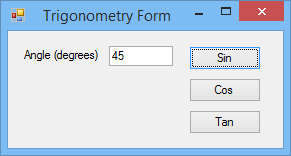 Trigonometry Form
Angle (degrees) 45 Sin
Cos
Tan